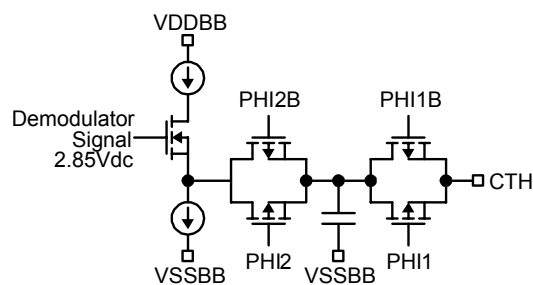 VDDBB
PHI2B
PHI1B
Demodulator
Signal
2.85Vdc
CTH
VSSBB
PHI2
VSSBB
PHI1